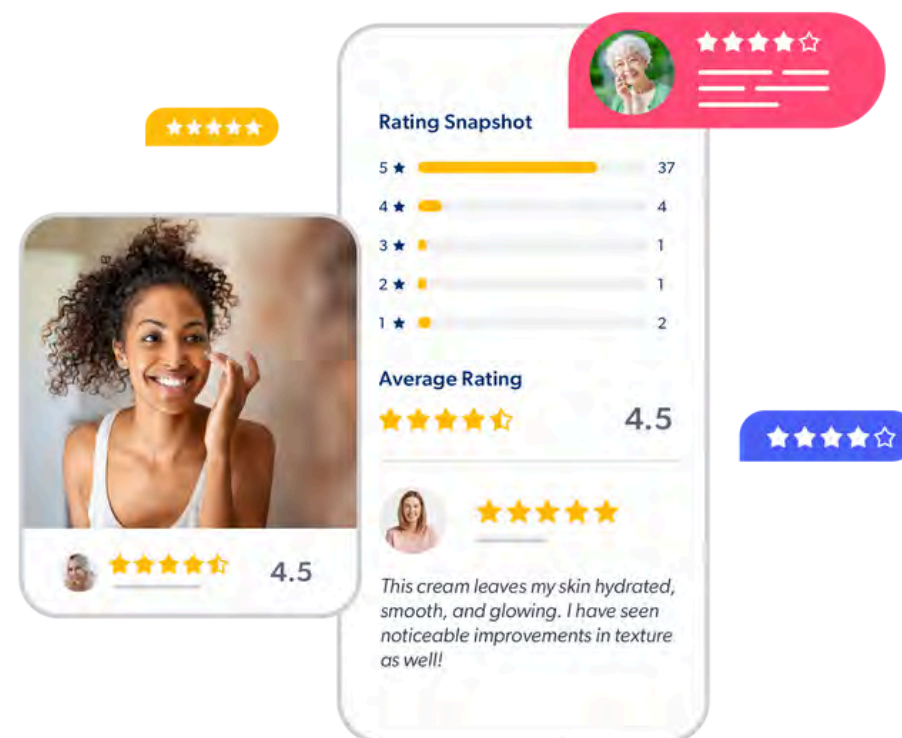 Rating Snapshot
5 ★ 37
4 ★ 4
3 ★ 1
2 ★ 1
1 ★ 2
Average Rating
4.5
This cream leaves my skin hydrated,
smooth, and glowing. I have seen
noticeable improvements in texture
as well!
4.5